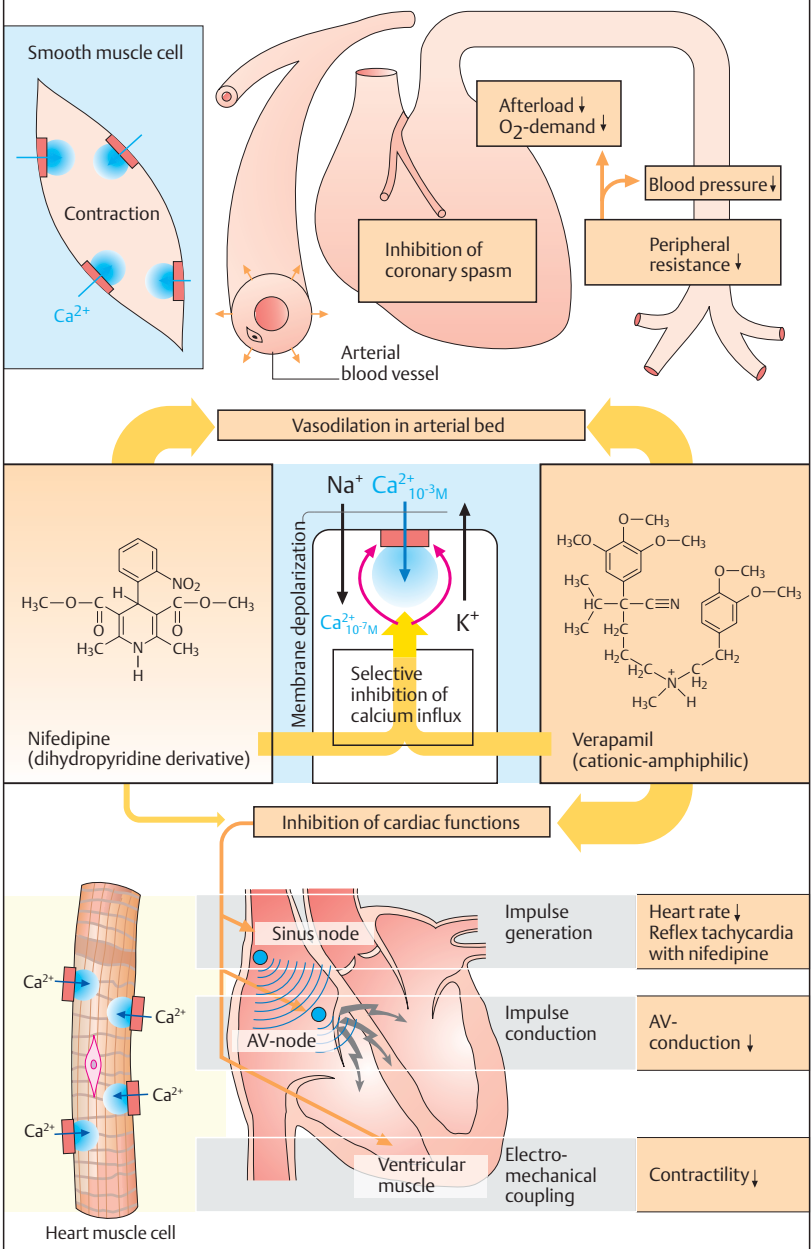 Smooth muscle cell
Contraction
Ca²⁺
Afterload ↓
O₂-demand ↓
Blood pressure ↓
Peripheral
resistance ↓
Inhibition of
coronary spasm
Arterial
blood vessel
Vasodilation in arterial bed
NO₂
H
H₃C—O
O
O
O—CH₃
H₃C
N
H
CH₃
Nifedipine
(dihydropyridine derivative)
Membrane depolarization
Na⁺
Ca²⁺ 10⁻³M
Ca²⁺ 10⁻⁷M
K⁺
Selective
inhibition of
calcium influx
O—CH₃
H₃CO
O—CH₃
H₃C
HC
H₃C
C
C≡N
O—CH₃
O—CH₃
H₂C
CH₂
H₂C
H₃C
N⁺
H
CH₂
CH₂
Verapamil
(cationic-amphiphilic)
Inhibition of cardiac functions
Ca²⁺
Ca²⁺
Ca²⁺
Ca²⁺
Heart muscle cell
Sinus node
Impulse
generation
Heart rate ↓
Reflex tachycardia
with nifedipine
AV-node
Impulse
conduction
AV-
conduction ↓
Ventricular
muscle
Electro-
mechanical
coupling
Contractility ↓